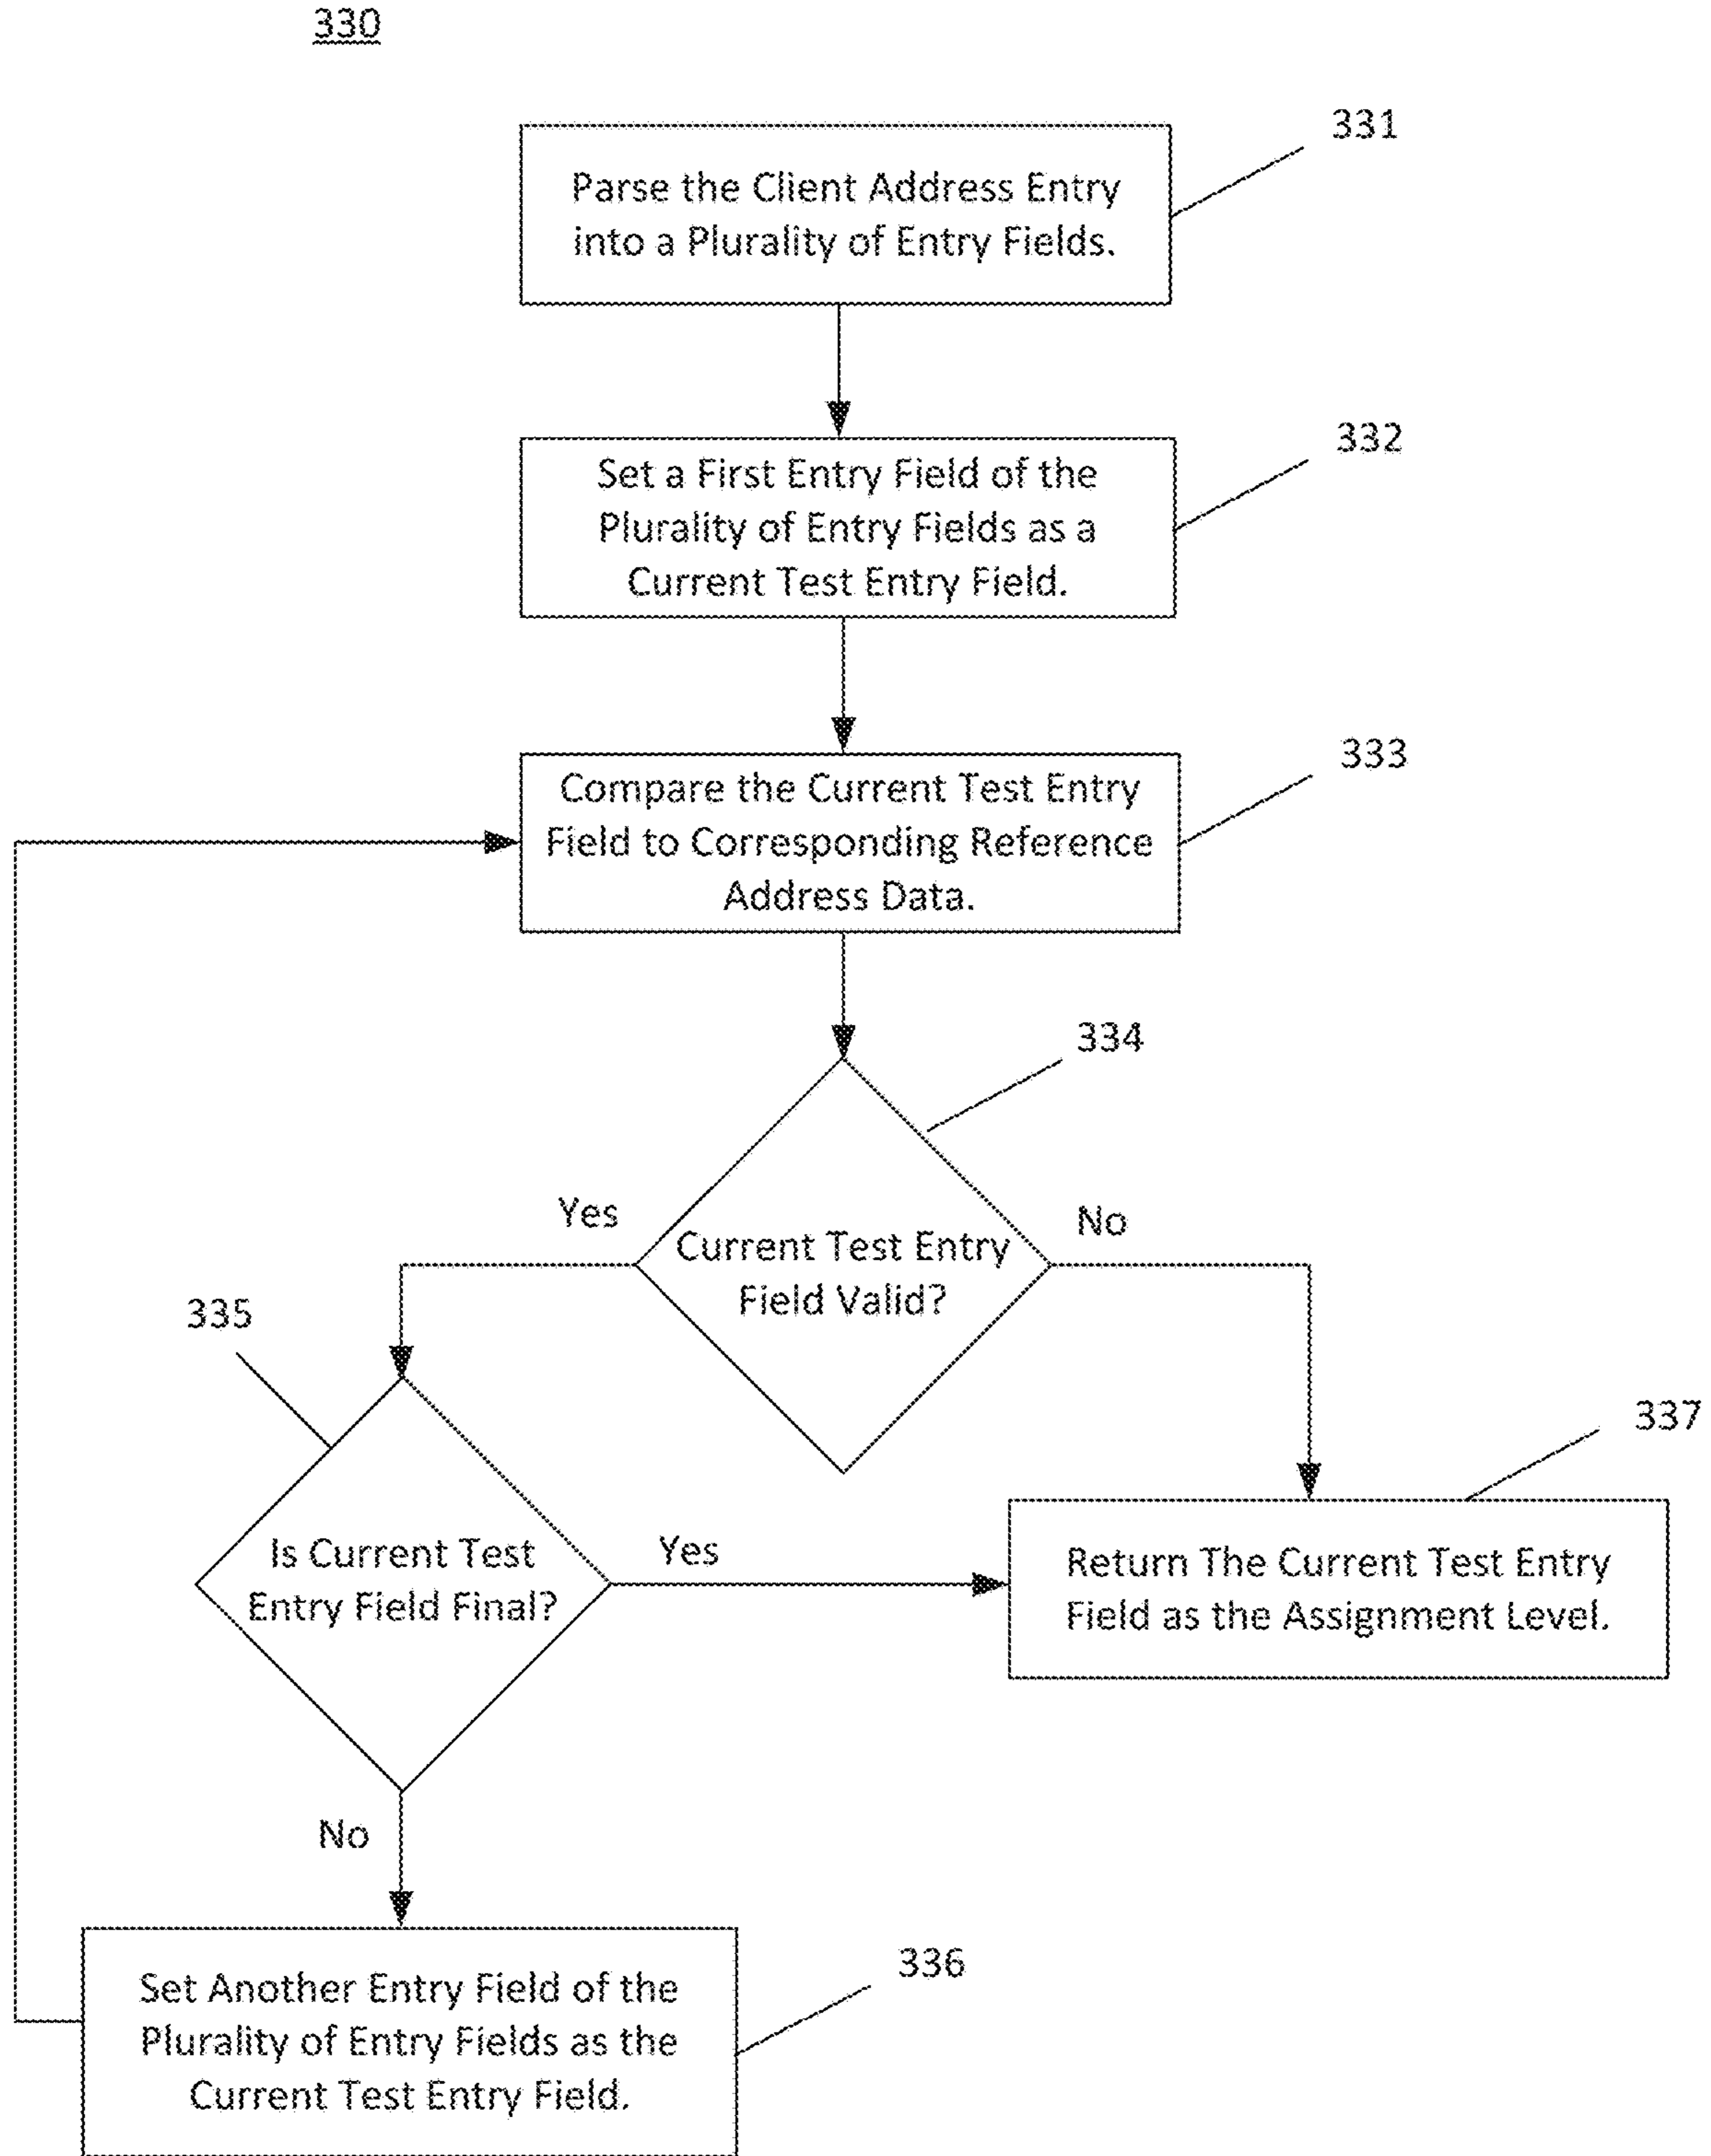 330
331
Parse the Client Address Entry
into a Plurality of Entry Fields.
332
Set a First Entry Field of the
Plurality of Entry Fields as a
Current Test Entry Field.
333
Compare the Current Test Entry
Field to Corresponding Reference
Address Data.
334
Yes
No
Current Test Entry
Field Valid?
335
337
Is Current Test
Entry Field Final?
Yes
Return The Current Test Entry
Field as the Assignment Level.
No
336
Set Another Entry Field of the
Plurality of Entry Fields as the
Current Test Entry Field.